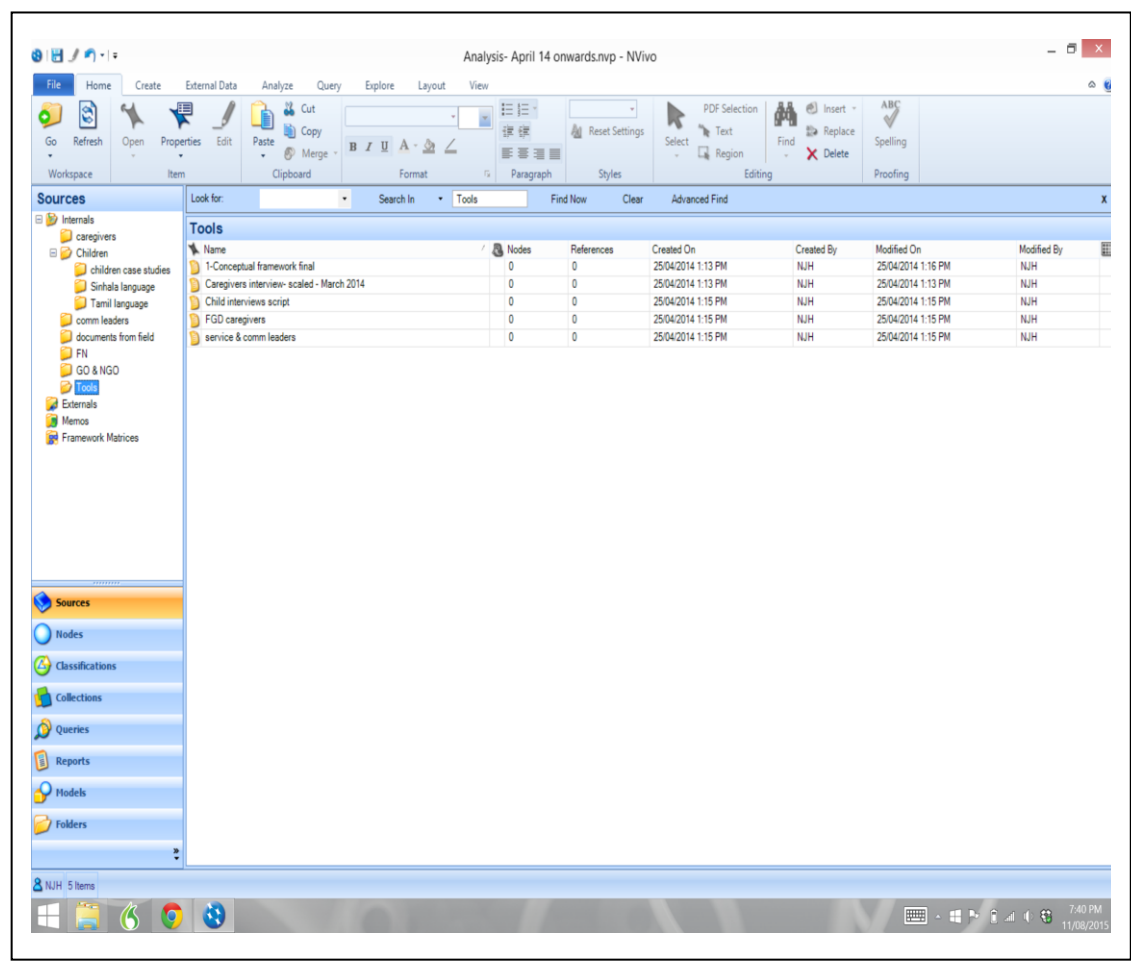 Analysis- April 14 onwards.nvp - NVivo
File Home Create External Data Analyze Query Explore Layout View
Go Refresh Open Properties Edit Paste Cut Copy Merge
B I U A
Reset Settings
Select PDF Selection Text Region Find Insert Replace Delete
ABC Spelling
Workspace Item Clipboard Format Paragraph Styles Editing Proofing
Sources
Look for: Search In Tools Find Now Clear Advanced Find x
Internals
caregivers
Children
children case studies
Sinhala language
Tamil language
comm leaders
documents from field
FN
GO & NGO
Tools
Externals
Memos
Framework Matrices
Tools
Name Nodes References Created On Created By Modified On Modified By
1-Conceptual framework final 0 0 25/04/2014 1:13 PM NJH 25/04/2014 1:16 PM NJH
Caregivers interview- scaled - March 2014 0 0 25/04/2014 1:13 PM NJH 25/04/2014 1:13 PM NJH
Child interviews script 0 0 25/04/2014 1:15 PM NJH 25/04/2014 1:15 PM NJH
FGD caregivers 0 0 25/04/2014 1:15 PM NJH 25/04/2014 1:15 PM NJH
service & comm leaders 0 0 25/04/2014 1:15 PM NJH 25/04/2014 1:15 PM NJH
Sources
Nodes
Classifications
Collections
Queries
Reports
Models
Folders
NJH 5 Items
7:40 PM
11/08/2015